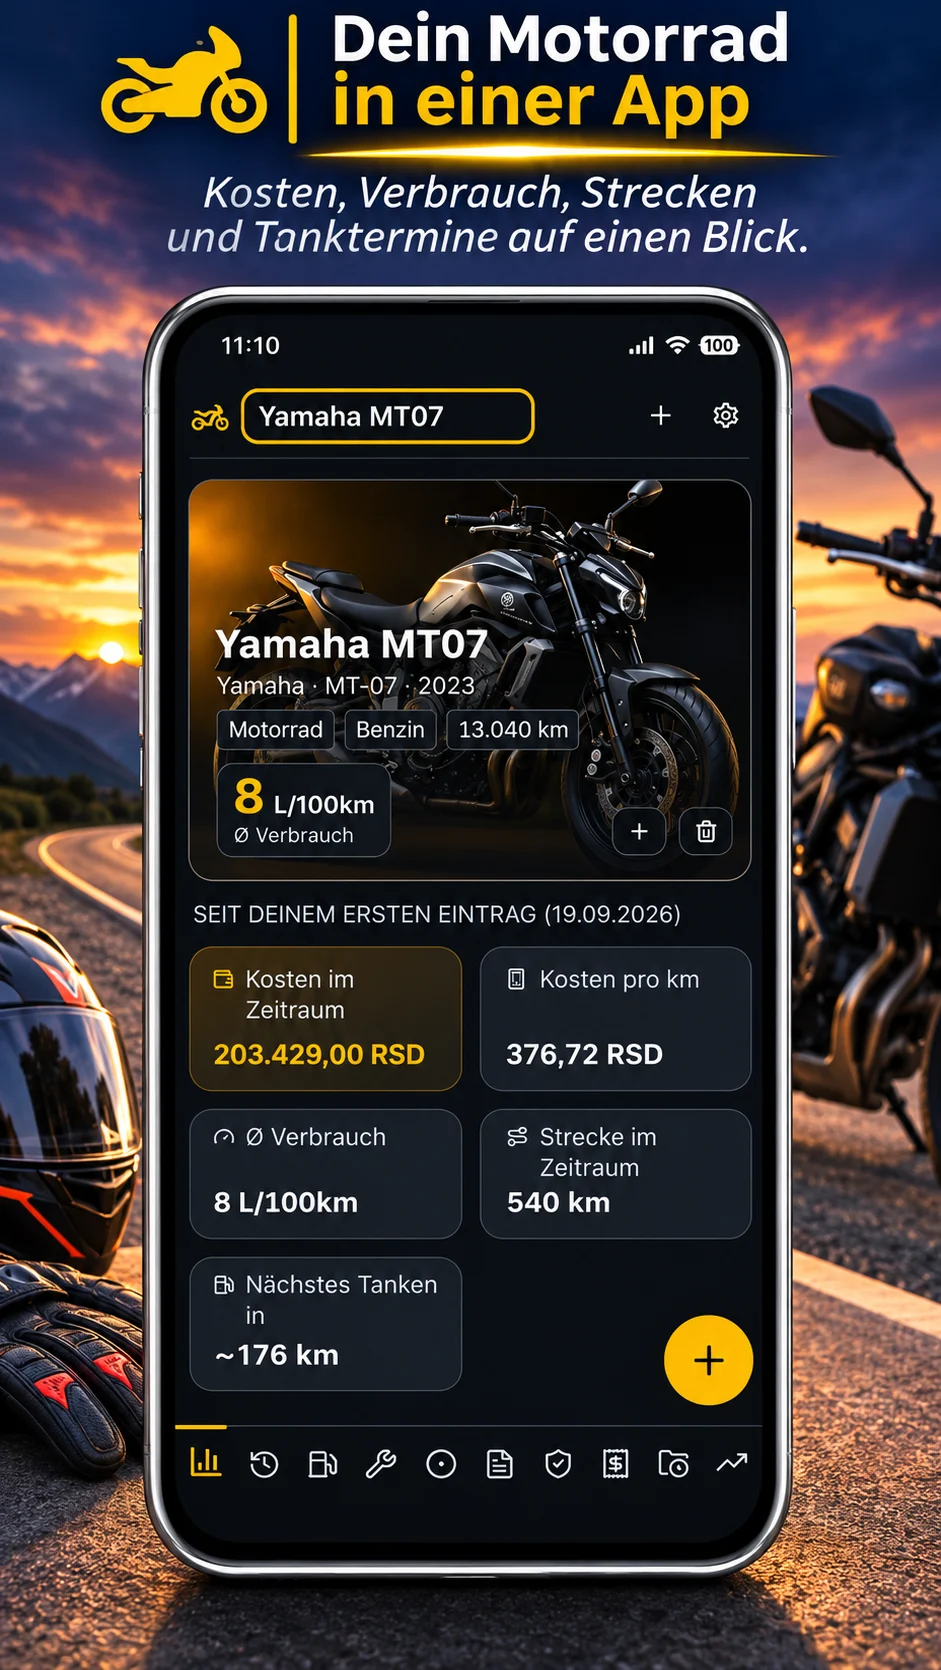 Dein Motorrad
in einer App
Kosten, Verbrauch, Strecken
und Tanktermine auf einen Blick.
11:10
100
Yamaha MT07
Yamaha MT07
Yamaha · MT-07 · 2023
Motorrad
Benzin
13.040 km
8 L/100km
Ø Verbrauch
SEIT DEINEM ERSTEN EINTRAG (19.09.2026)
Kosten im
Zeitraum
203.429,00 RSD
Kosten pro km
376,72 RSD
Ø Verbrauch
8 L/100km
Strecke im
Zeitraum
540 km
Nächstes Tanken
in
~176 km